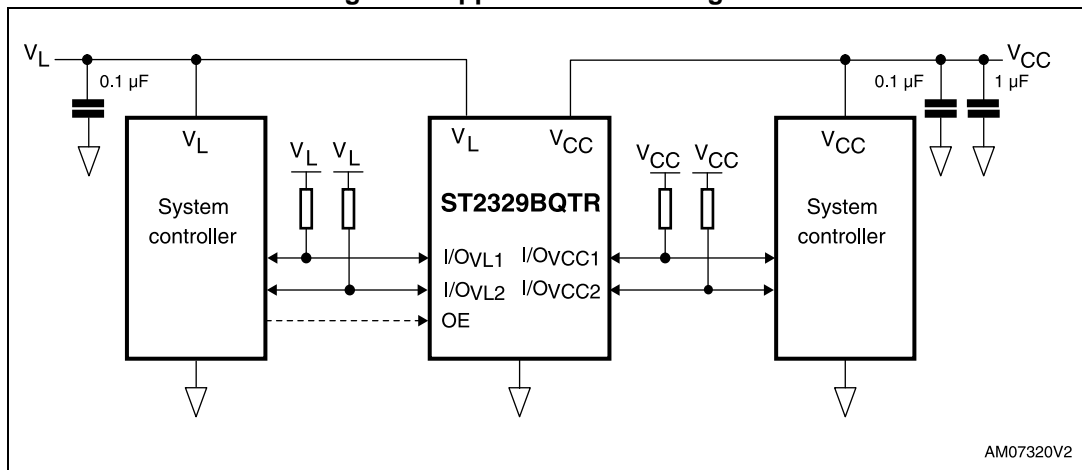 VL
0.1 µF
0.1 µF
1 µF
VCC
VL
System
controller
VL
VL
VL
VCC
ST2329BQTR
I/OVL1
I/OVCC1
I/OVL2
I/OVCC2
OE
VCC
VCC
VCC
System
controller
AM07320V2